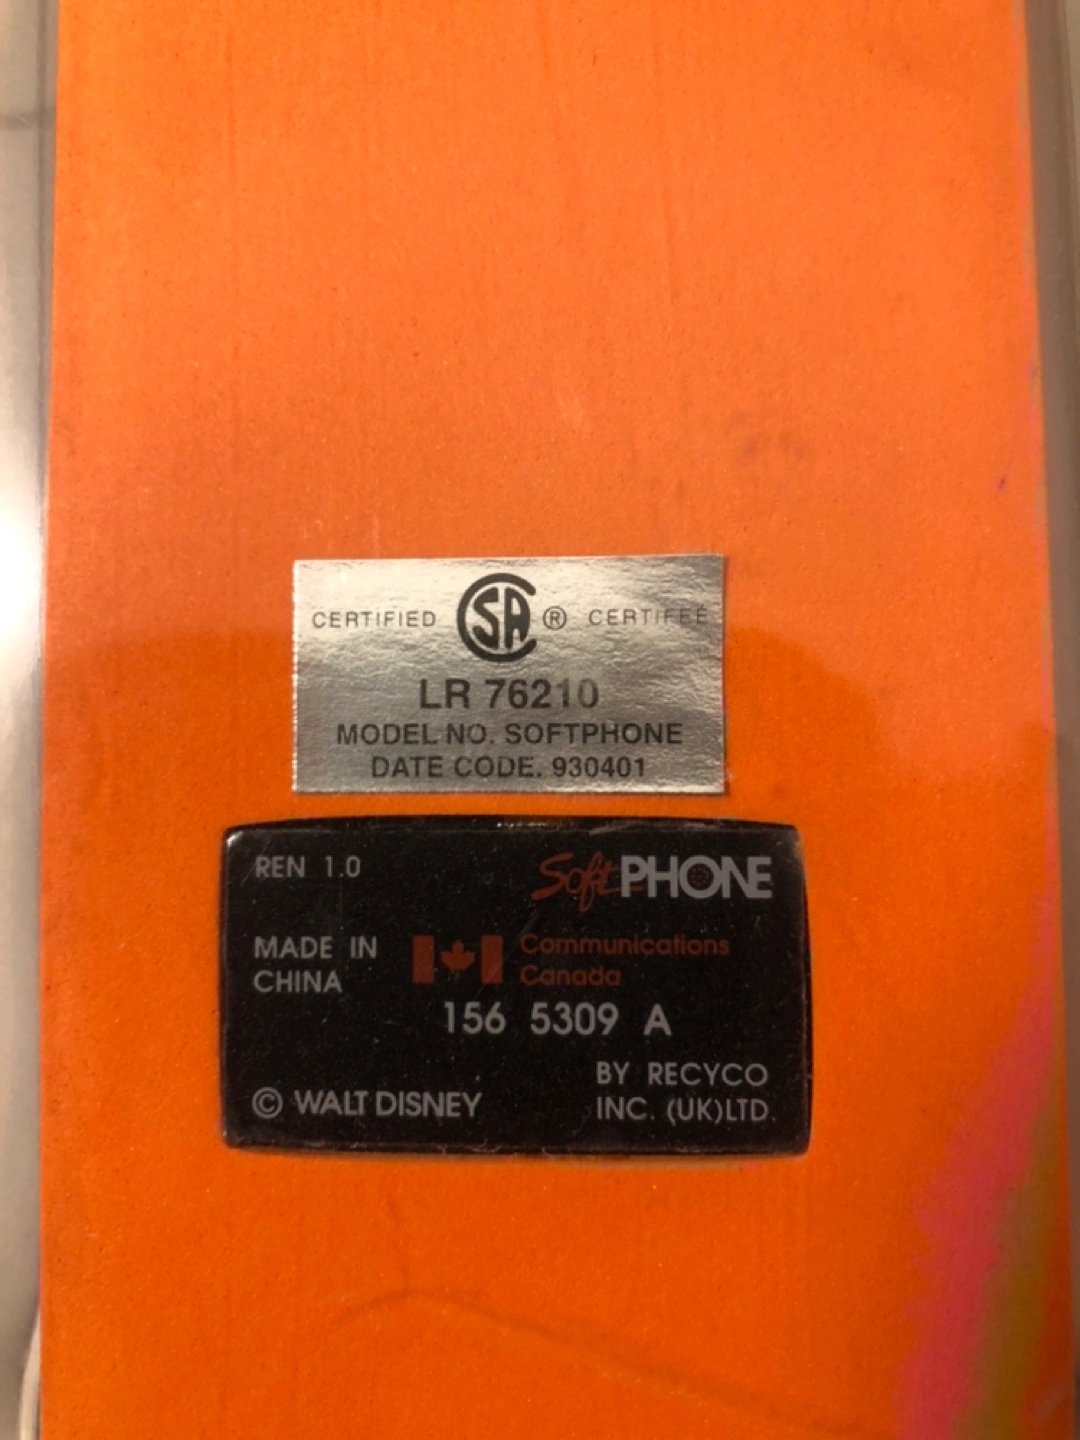 CERTIFIED SA ® CERTIFEE
LR 76210
MODEL NO. SOFTPHONE
DATE CODE. 930401
REN 1.0
Soft PHONE
MADE IN
CHINA
Communications
Canada
156 5309 A
© WALT DISNEY
BY RECYCO
INC. (UK)LTD.